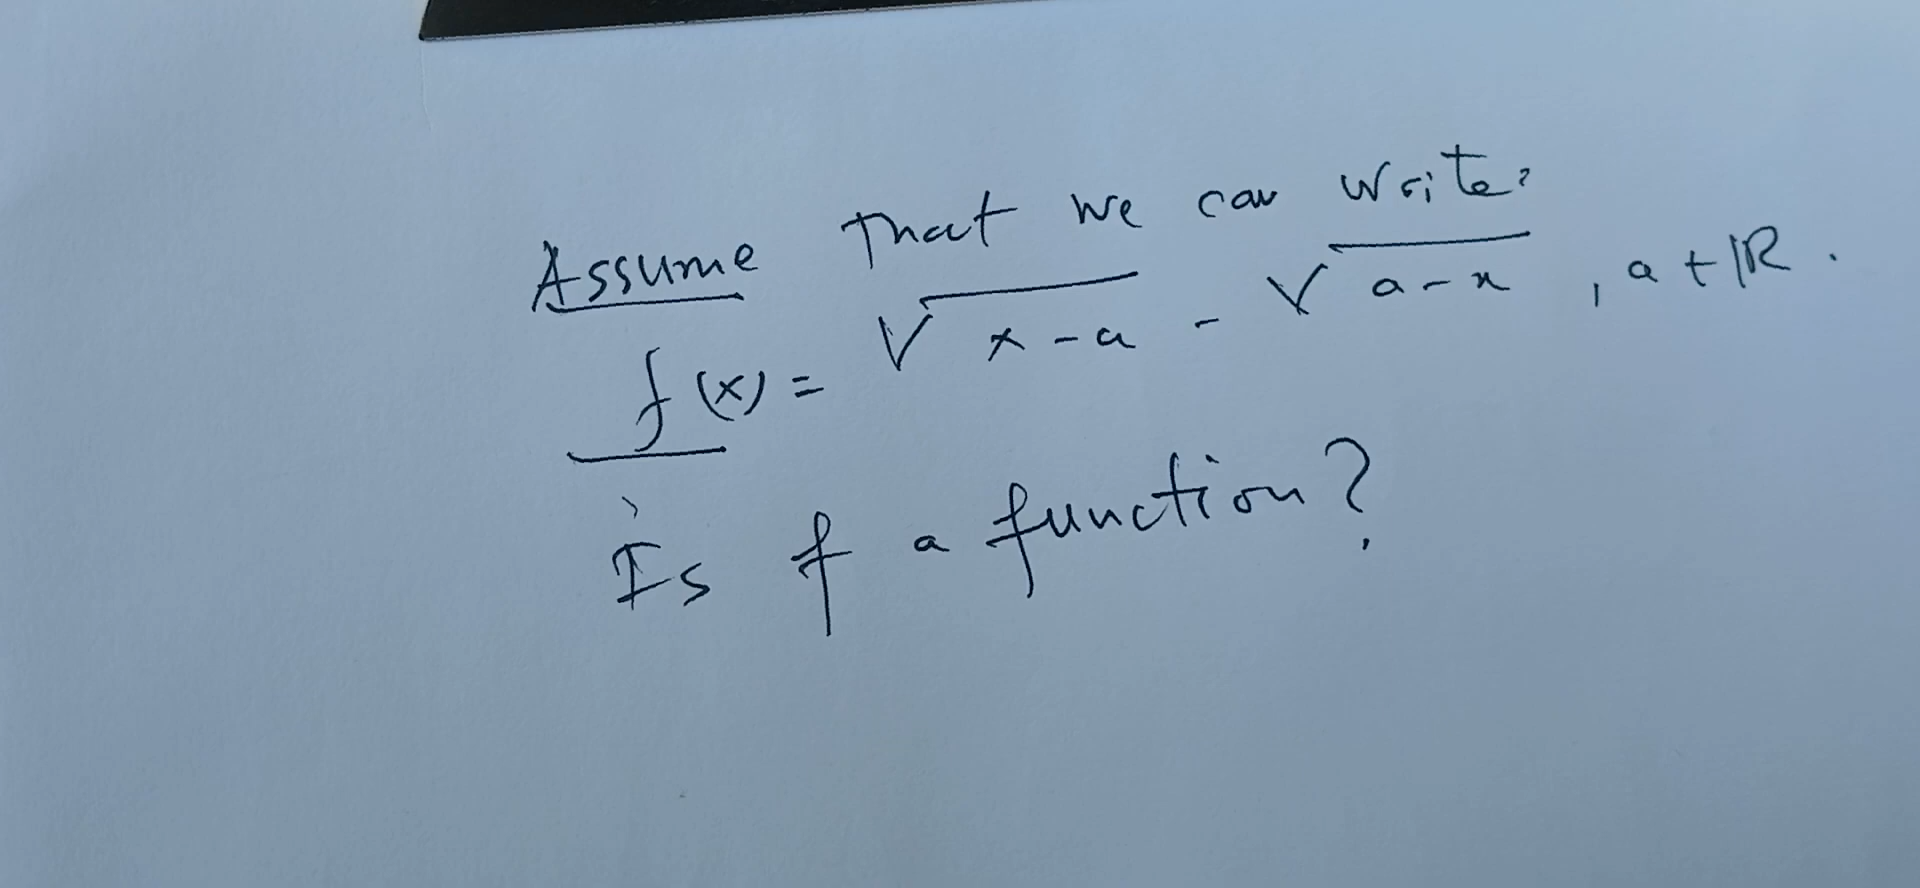 Assume that we can write:
f(x) = √(x-a) - √(a-x) , a ∈ ℝ.
Is f a function?